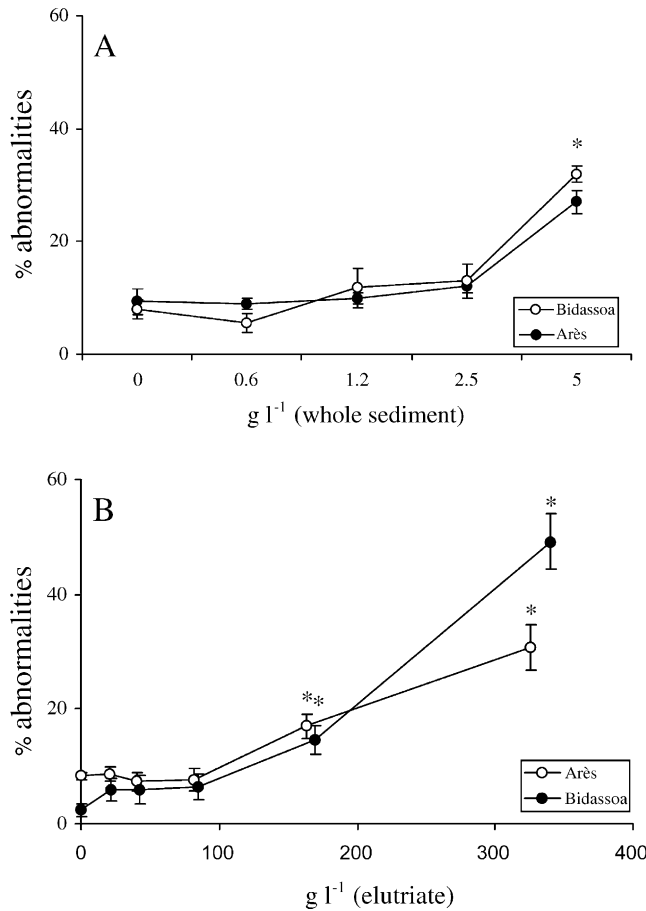 60
A
40
*
20
0
% abnormalities
Bidassoa
Arès
0 0.6 1.2 2.5 5
g l-1 (whole sediment)
60
B
*
40
*
* *
20
0
% abnormalities
Arès
Bidassoa
0 100 200 300 400
g l-1 (elutriate)